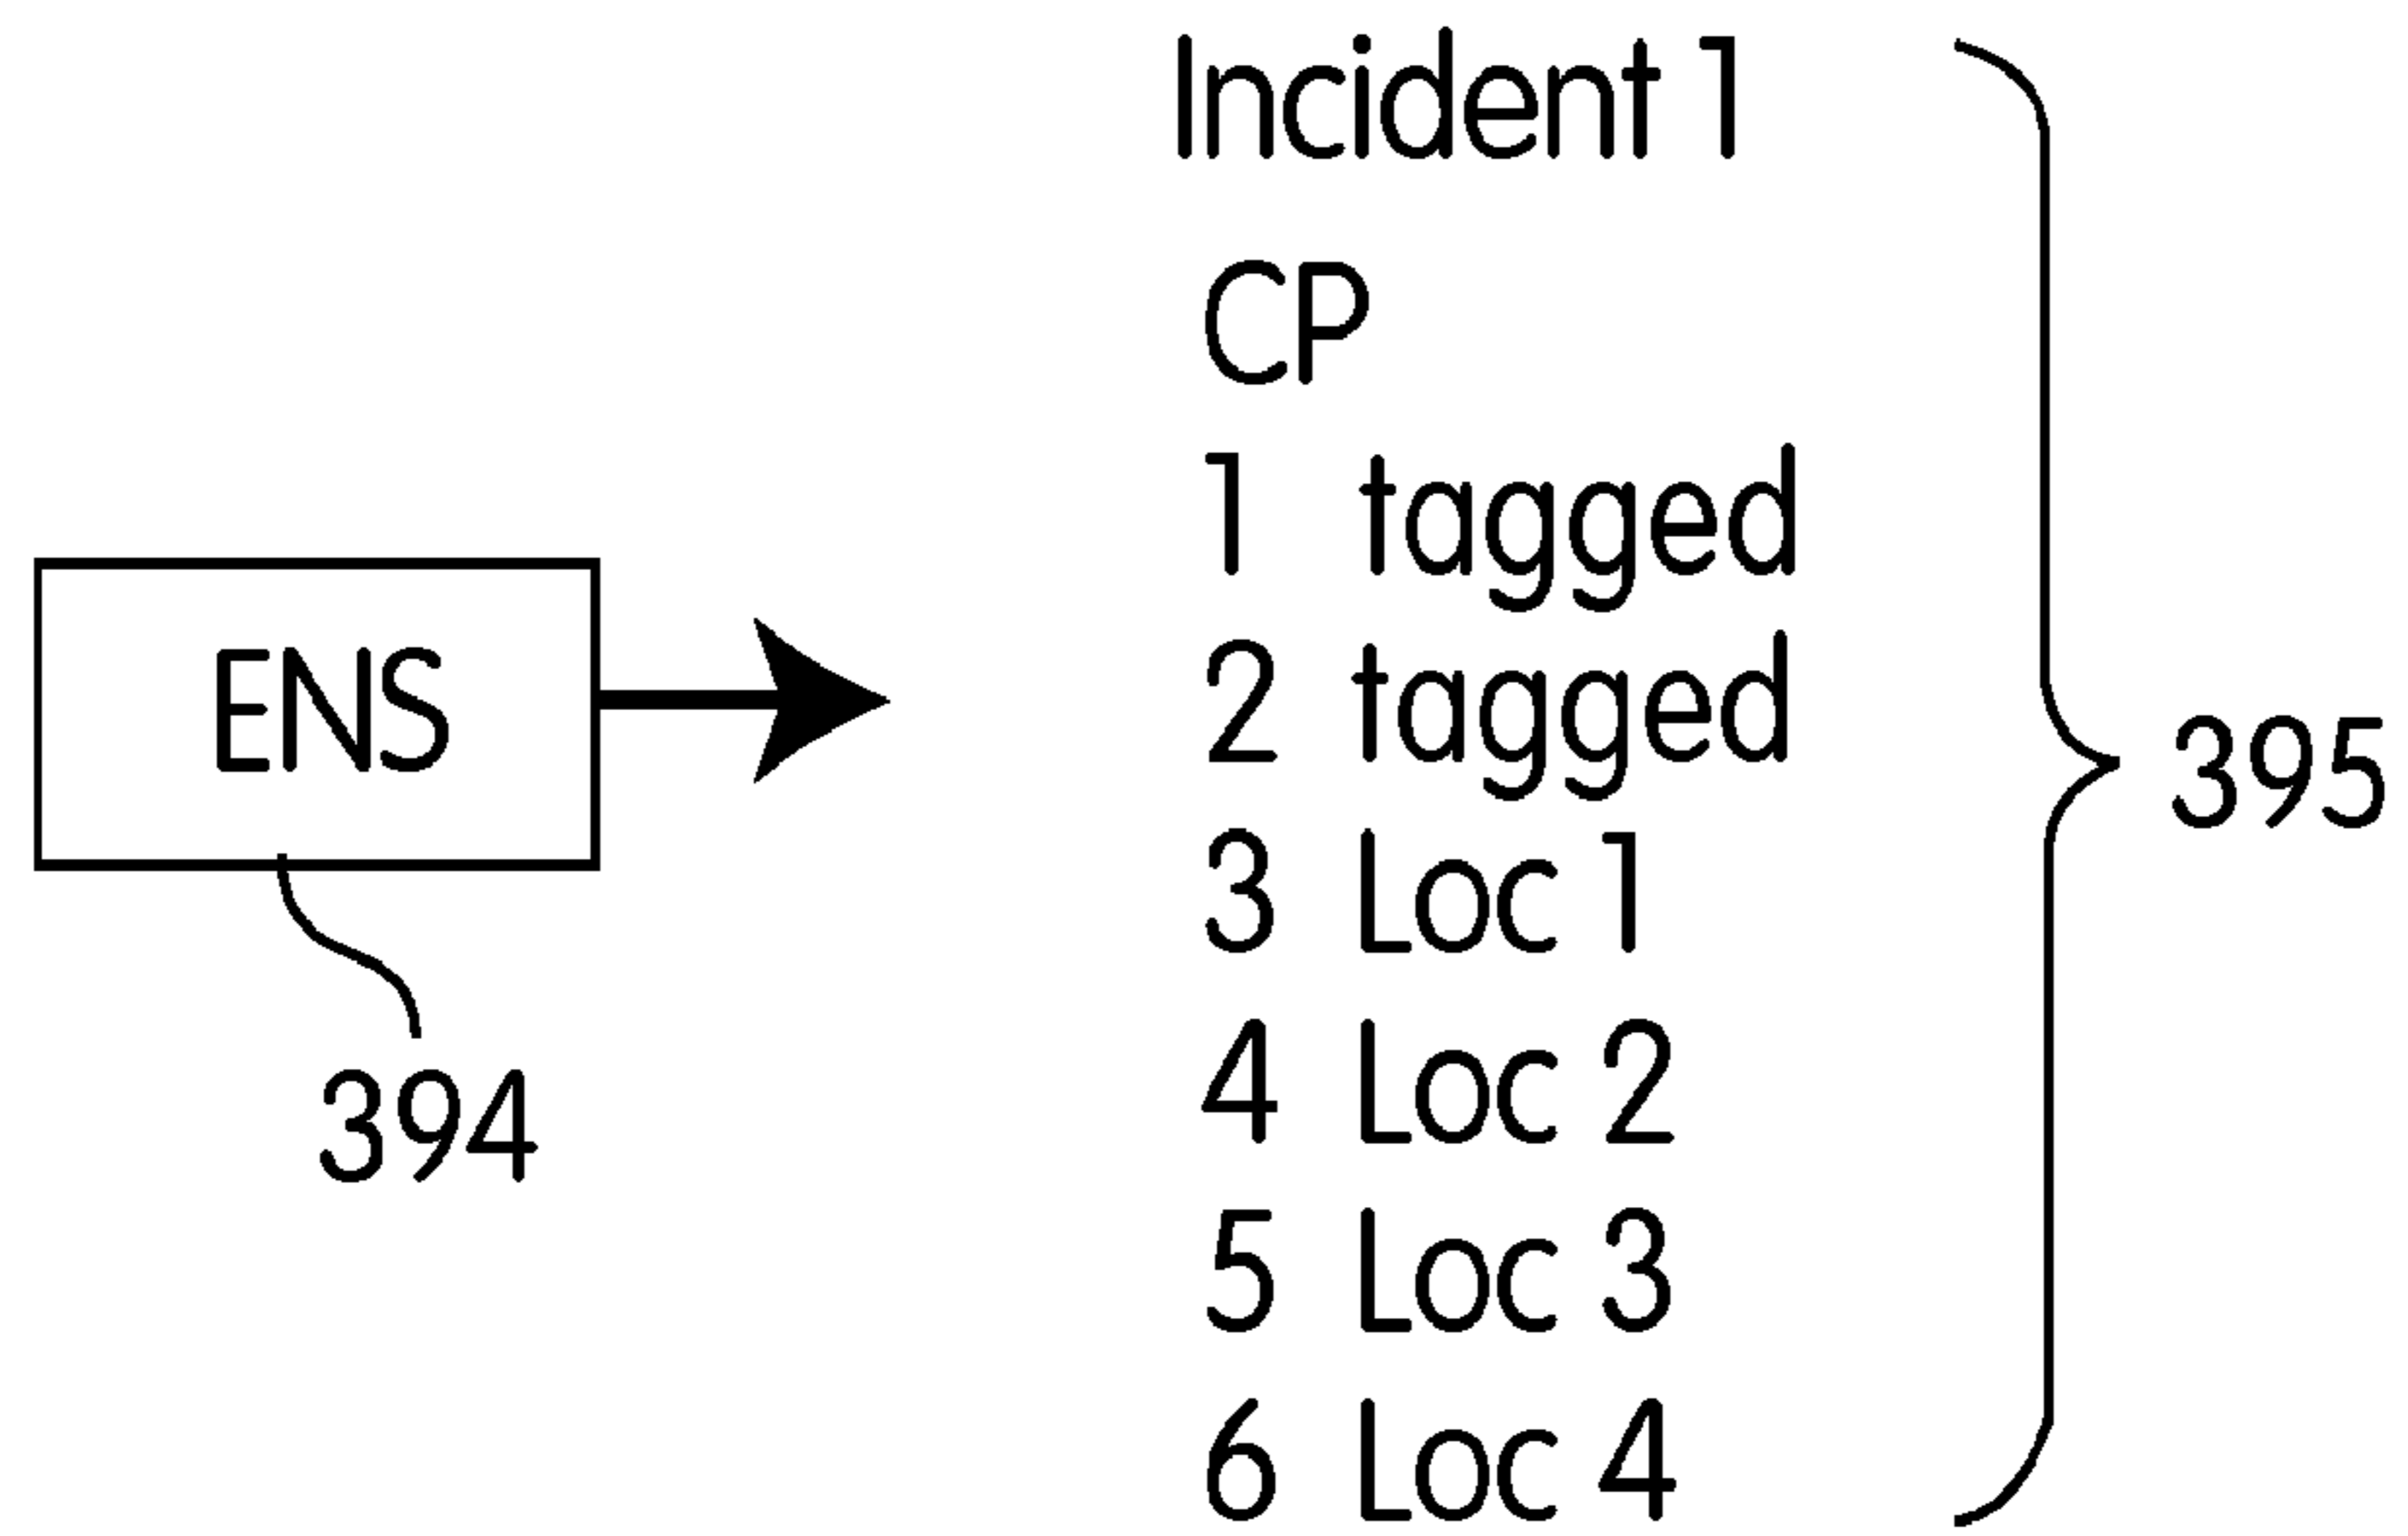 Incident 1
CP
1 tagged
2 tagged
3 Loc 1
4 Loc 2
5 Loc 3
6 Loc 4
ENS
394
395